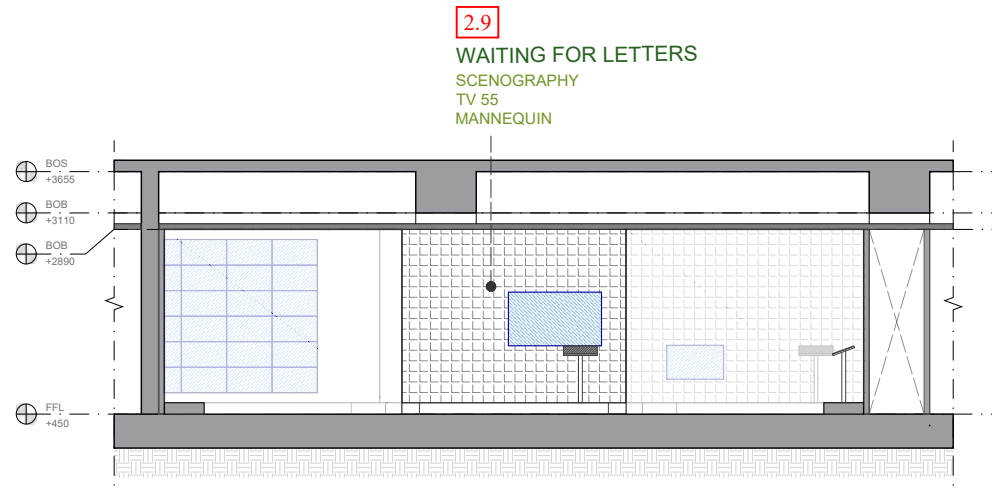 2.9
WAITING FOR LETTERS
SCENOGRAPHY
TV 55
MANNEQUIN
BOS
+3655
BOB
+3110
BOB
+2890
FFL
+450